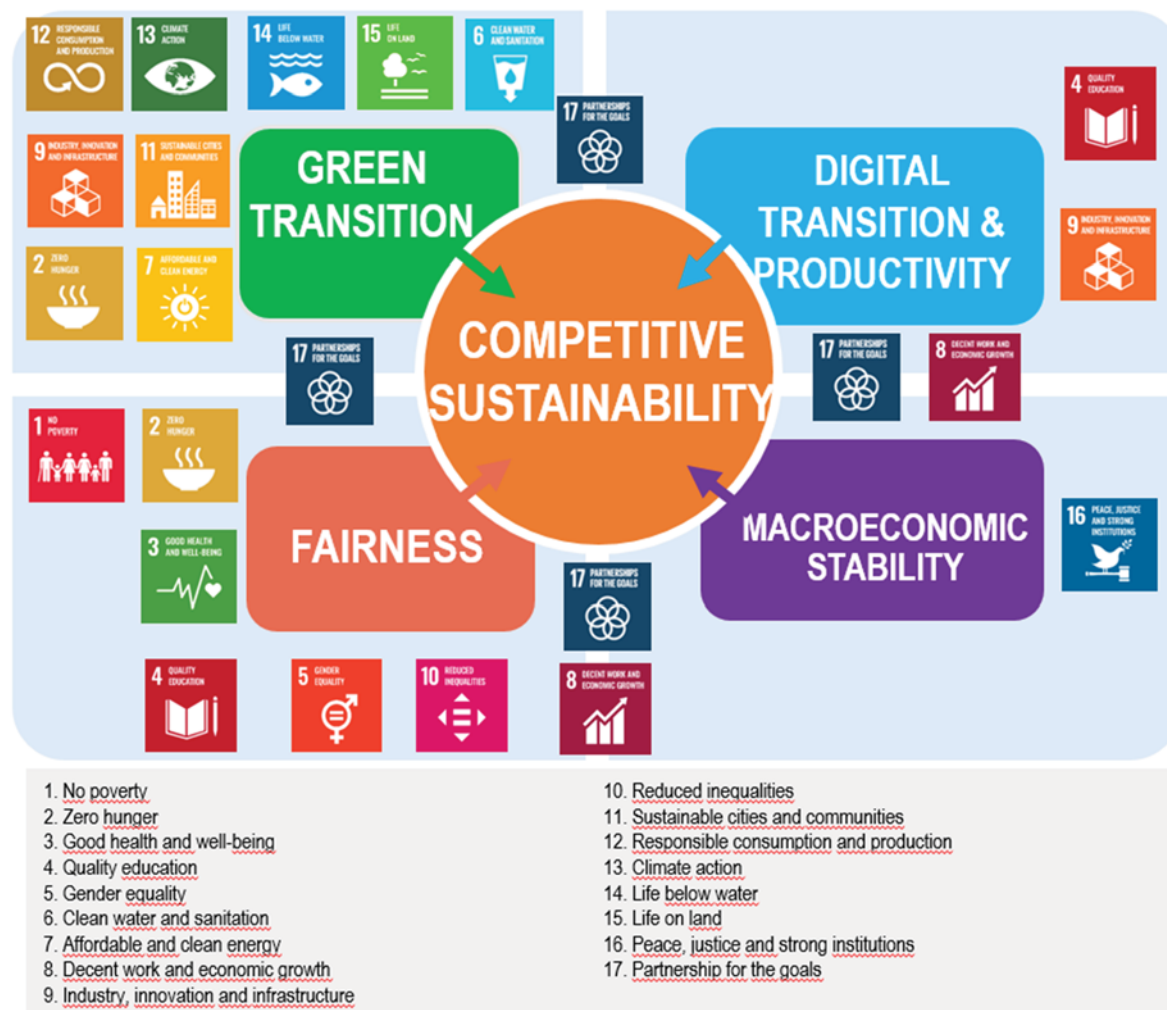 12 RESPONSIBLE
CONSUMPTION
AND PRODUCTION
13 CLIMATE
ACTION
14 LIFE
BELOW WATER
15 LIFE
ON LAND
6 CLEAN WATER
AND SANITATION
17 PARTNERSHIPS
FOR THE GOALS
4 QUALITY
EDUCATION
9 INDUSTRY, INNOVATION
AND INFRASTRUCTURE
11 SUSTAINABLE CITIES
AND COMMUNITIES
GREEN
TRANSITION
DIGITAL
TRANSITION &
PRODUCTIVITY
9 INDUSTRY, INNOVATION
AND INFRASTRUCTURE
2 ZERO
HUNGER
7 AFFORDABLE AND
CLEAN ENERGY
COMPETITIVE
SUSTAINABILITY
17 PARTNERSHIPS
FOR THE GOALS
17 PARTNERSHIPS
FOR THE GOALS
8 DECENT WORK AND
ECONOMIC GROWTH
1 NO
POVERTY
2 ZERO
HUNGER
3 GOOD HEALTH
AND WELL-BEING
FAIRNESS
MACROECONOMIC
STABILITY
16 PEACE, JUSTICE
AND STRONG
INSTITUTIONS
17 PARTNERSHIPS
FOR THE GOALS
4 QUALITY
EDUCATION
5 GENDER
EQUALITY
10 REDUCED
INEQUALITIES
8 DECENT WORK AND
ECONOMIC GROWTH
1. No poverty
2. Zero hunger
3. Good health and well-being
4. Quality education
5. Gender equality
6. Clean water and sanitation
7. Affordable and clean energy
8. Decent work and economic growth
9. Industry, innovation and infrastructure
10. Reduced inequalities
11. Sustainable cities and communities
12. Responsible consumption and production
13. Climate action
14. Life below water
15. Life on land
16. Peace, justice and strong institutions
17. Partnership for the goals